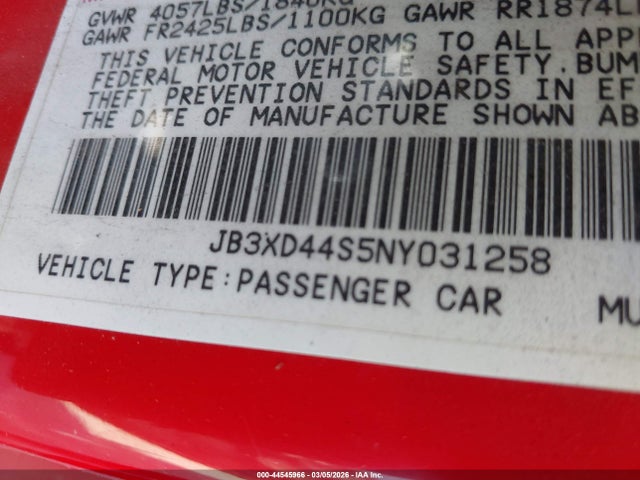 GVWR 4057LBS/1840KG
GAWR FR2425LBS/1100KG GAWR RR1874L
THIS VEHICLE CONFORMS TO ALL APP
FEDERAL MOTOR VEHICLE SAFETY, BUM
THEFT PREVENTION STANDARDS IN EF
THE DATE OF MANUFACTURE SHOWN AB
JB3XD44S5NY031258
VEHICLE TYPE:PASSENGER CAR MU
000-44545966 - 03/05/2026 - IAA Inc.